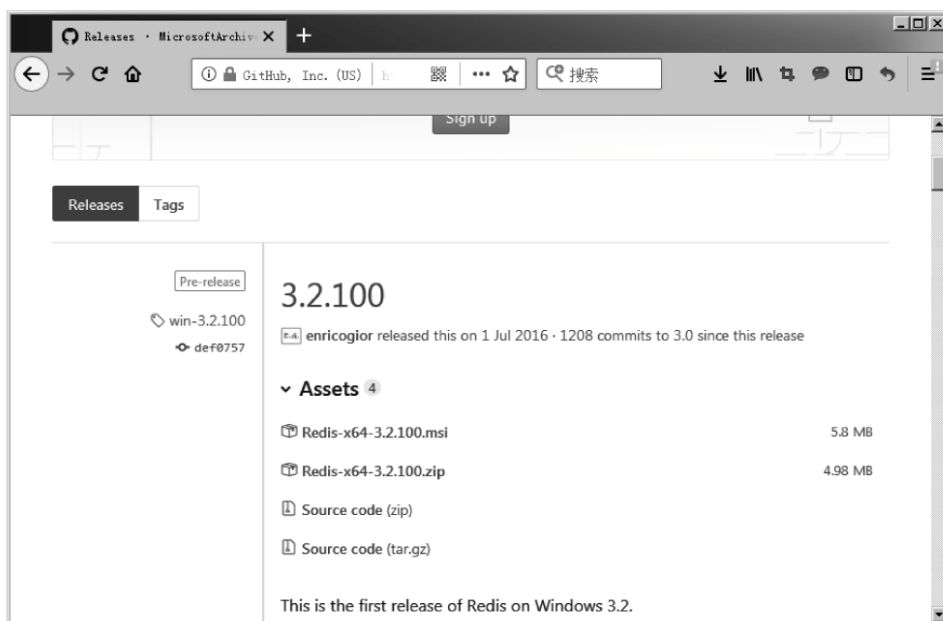 Releases · MicrosoftArchiv
GitHub, Inc. (US)
搜索
Sign up
Releases Tags
Pre-release
3.2.100
win-3.2.100
enricogior released this on 1 Jul 2016 · 1208 commits to 3.0 since this release
def0757
Assets 4
Redis-x64-3.2.100.msi 5.8 MB
Redis-x64-3.2.100.zip 4.98 MB
Source code (zip)
Source code (tar.gz)
This is the first release of Redis on Windows 3.2.